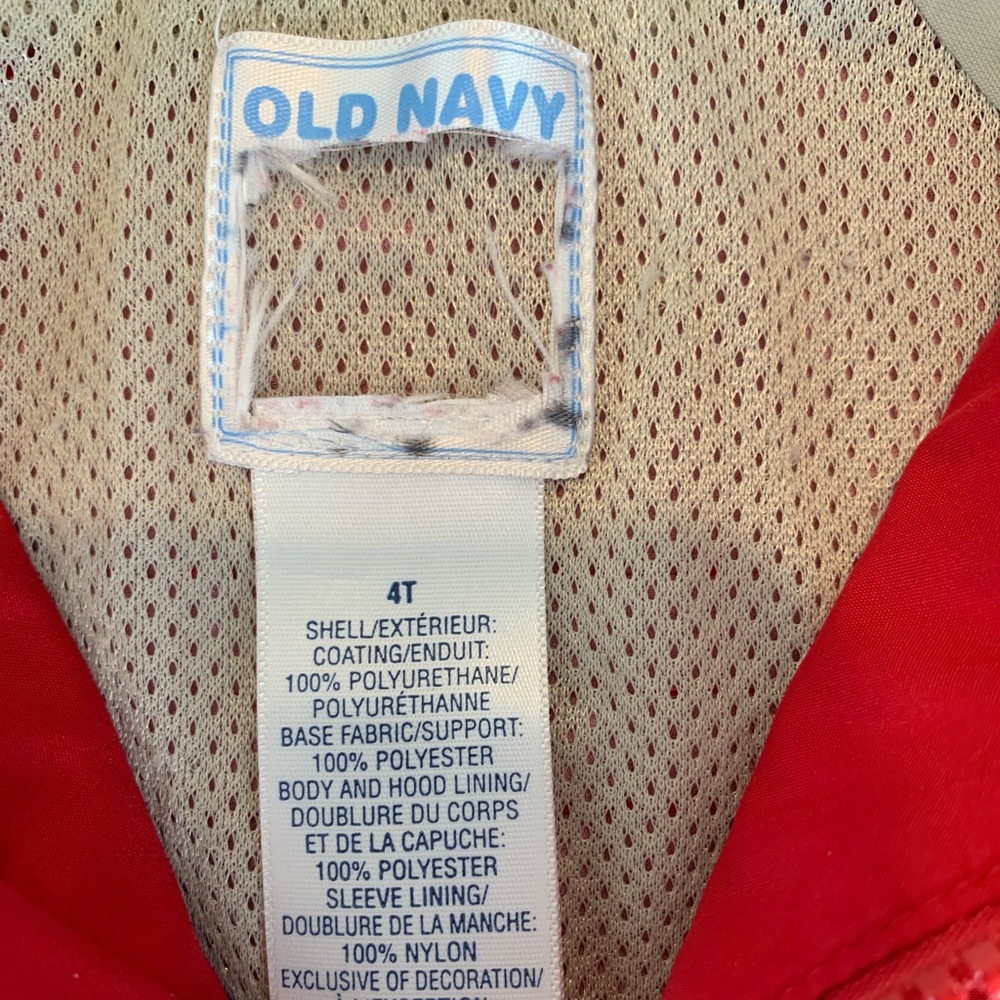 OLD NAVY
4T
SHELL/EXTÉRIEUR:
COATING/ENDUIT:
100% POLYURETHANE/
POLYURÉTHANNE
BASE FABRIC/SUPPORT:
100% POLYESTER
BODY AND HOOD LINING/
DOUBLURE DU CORPS
ET DE LA CAPUCHE:
100% POLYESTER
SLEEVE LINING/
DOUBLURE DE LA MANCHE:
100% NYLON
EXCLUSIVE OF DECORATION/